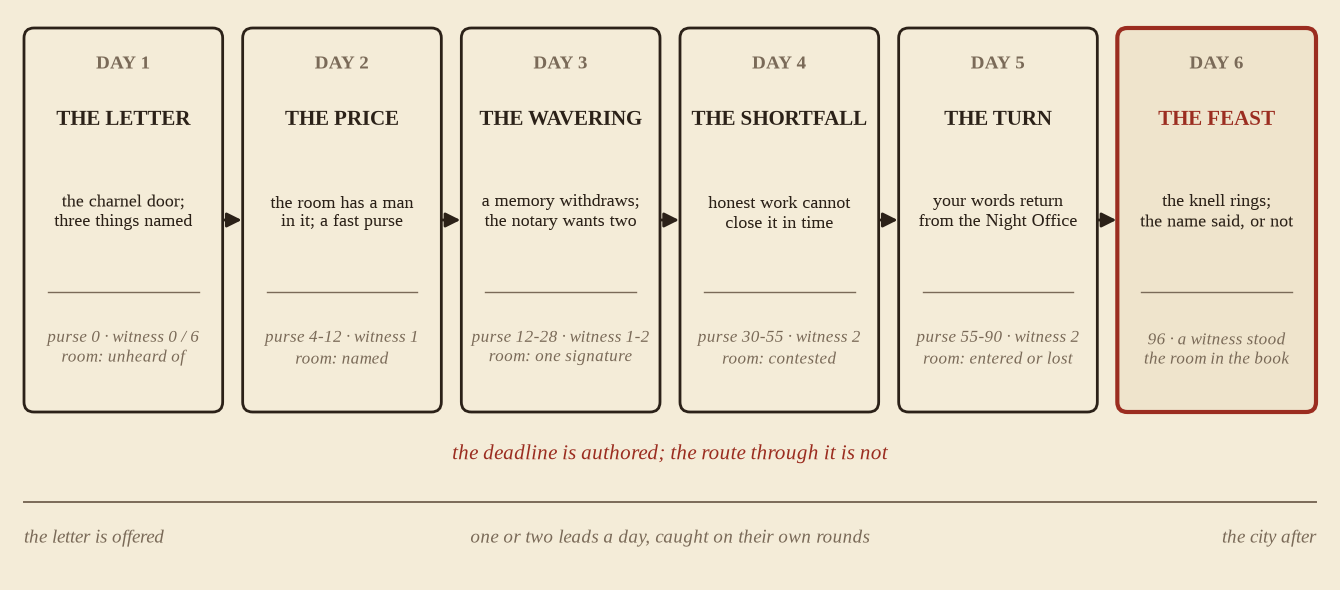 DAY 1
THE LETTER
the charnel door;
three things named
purse 0 · witness 0 / 6
room: unheard of
DAY 2
THE PRICE
the room has a man
in it; a fast purse
purse 4-12 · witness 1
room: named
DAY 3
THE WAVERING
a memory withdraws;
the notary wants two
purse 12-28 · witness 1-2
room: one signature
DAY 4
THE SHORTFALL
honest work cannot
close it in time
purse 30-55 · witness 2
room: contested
DAY 5
THE TURN
your words return
from the Night Office
purse 55-90 · witness 2
room: entered or lost
DAY 6
THE FEAST
the knell rings;
the name said, or not
96 · a witness stood
the room in the book
the deadline is authored; the route through it is not
the letter is offered
one or two leads a day, caught on their own rounds
the city after